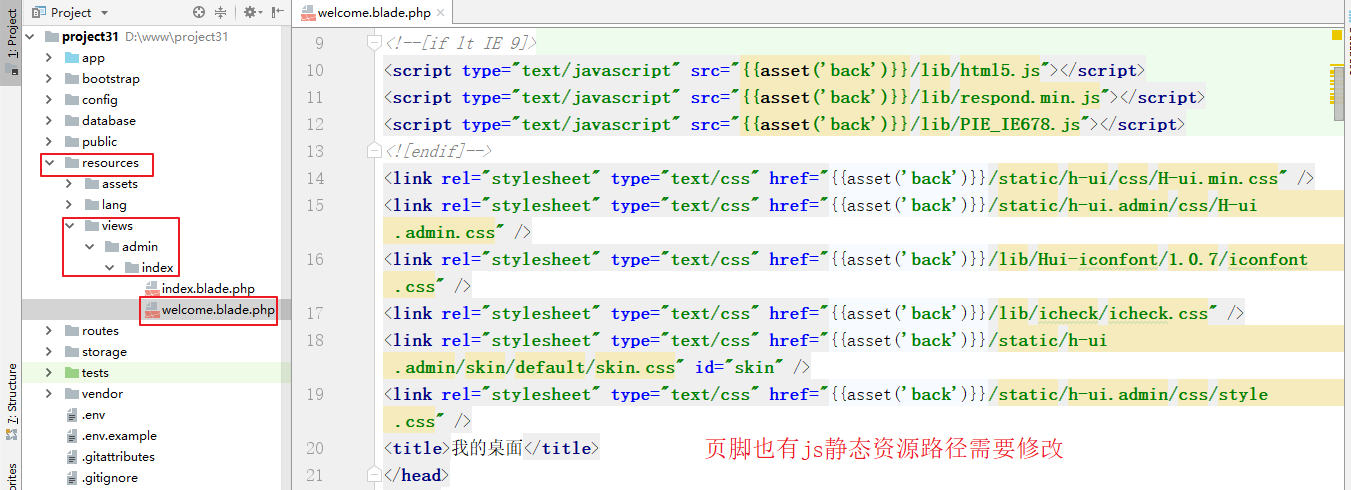 1: Project
7: Structure
Project
project31 D:\www\project31
app
bootstrap
config
database
public
resources
assets
lang
views
admin
index
index.blade.php
welcome.blade.php
routes
storage
tests
vendor
.env
.env.example
.gitattributes
.gitignore
welcome.blade.php
9 <!--[if lt IE 9]>
10 <script type="text/javascript" src="{{asset('back')}}/lib/html5.js"></script>
11 <script type="text/javascript" src="{{asset('back')}}/lib/respond.min.js"></script>
12 <script type="text/javascript" src="{{asset('back')}}/lib/PIE_IE678.js"></script>
13 <![endif]-->
14 <link rel="stylesheet" type="text/css" href="{{asset('back')}}/static/h-ui/css/H-ui.min.css" />
15 <link rel="stylesheet" type="text/css" href="{{asset('back')}}/static/h-ui.admin/css/H-ui
.admin.css" />
16 <link rel="stylesheet" type="text/css" href="{{asset('back')}}/lib/Hui-iconfont/1.0.7/iconfont
.css" />
17 <link rel="stylesheet" type="text/css" href="{{asset('back')}}/lib/icheck/icheck.css" />
18 <link rel="stylesheet" type="text/css" href="{{asset('back')}}/static/h-ui
.admin/skin/default/skin.css" id="skin" />
19 <link rel="stylesheet" type="text/css" href="{{asset('back')}}/static/h-ui.admin/css/style
.css" />
20 <title>我的桌面</title>
页脚也有js静态资源路径需要修改
21 </head>